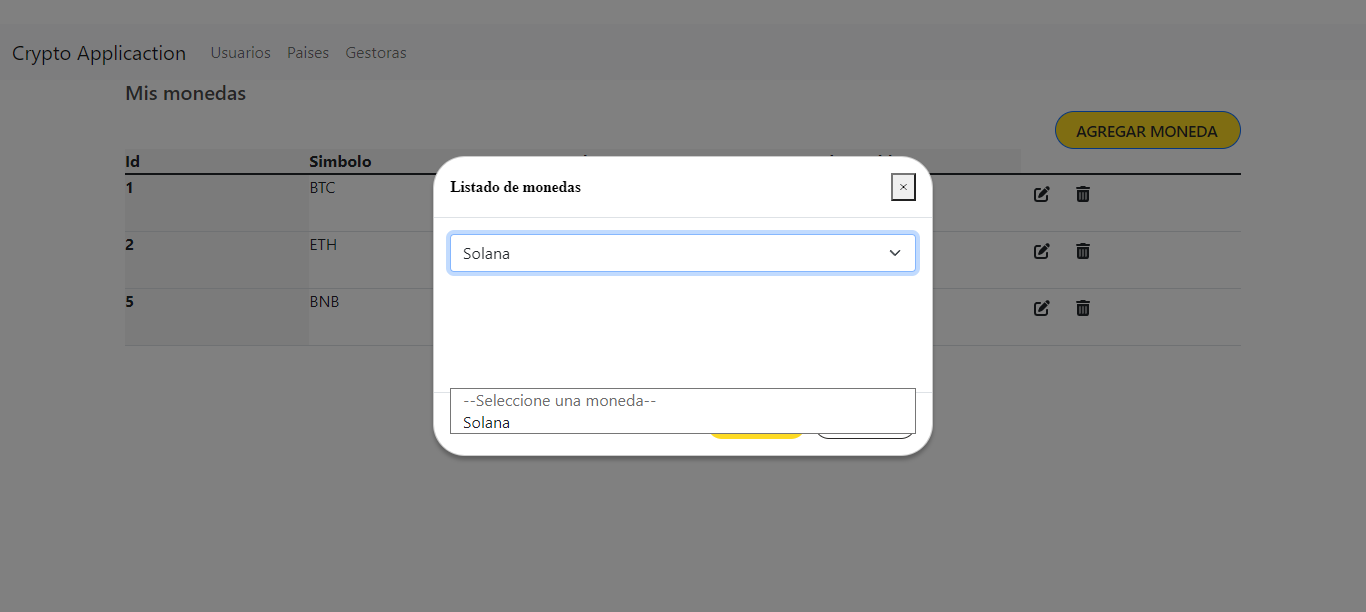 Crypto Applicaction Usuarios Paises Gestoras
Mis monedas
AGREGAR MONEDA
Id Simbolo
1 BTC
2 ETH
5 BNB
Listado de monedas ×
Solana
--Seleccione una moneda--
Solana